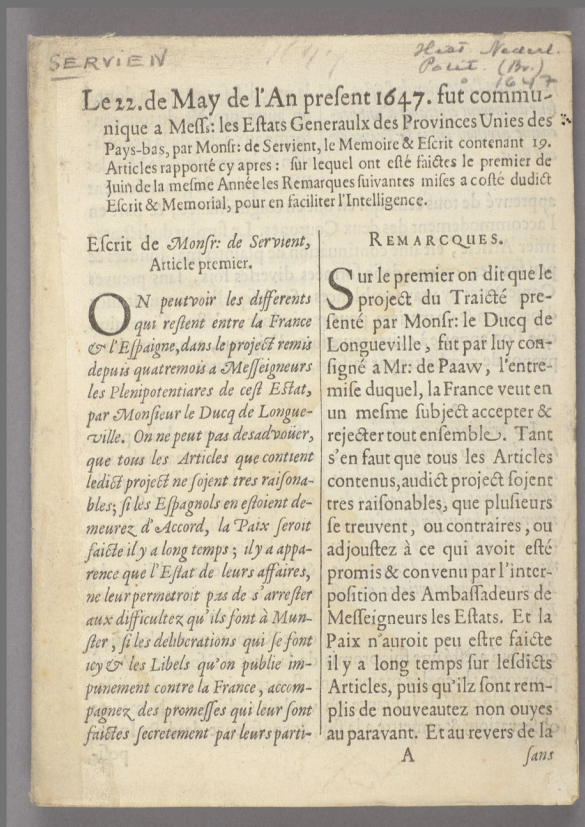 SERVIEN
Hist Nederl.
Polit. (Br.)
1647
Le 22. de May de l'An preſent 1647. fut commu-
nique a Meſſ.: les Eſtats Generaulx des Provinces Unies des
Pays-bas, par Monſr: de Servient, le Memoire & Eſcrit contenant 19.
Articles rapporté cy apres: ſur lequel ont eſté faictes le premier de
Juin de la meſme Année les Remarques ſuivantes miſes a coſté dudict
Eſcrit & Memorial, pour en faciliter l'Intelligence.
Eſcrit de Monſr: de Servient,
Article premier.
ON peut voir les differents
qui reſtent entre la France
& l'Eſpaigne, dans le project remis
depuis quatre mois a Meſſeigneurs
les Plenipotentiares de ceſt Eſtat,
par Monſieur le Ducq de Longue-
ville. On ne peut pas desadvoüer,
que tous les Articles que contient
ledict project ne ſojent tres raiſona-
bles; ſi les Eſpagnols en eſtoient de-
meurez d'Accord, la Paix ſeroit
faicte il y a long temps; il y a appa-
rence que l'Eſtat de leurs affaires,
ne leur permetroit pas de s'arreſter
aux difficultez qu'ils font à Mun-
ſter, ſi les deliberations qui ſe font
icy & les Libels qu'on publie im-
punement contre la France, accom-
pagnez des promeſſes qui leur ſont
faictes ſecretement par leurs parti-
REMARCQUES.
Sur le premier on dit que le
project du Traicté pre-
ſenté par Monſr: le Ducq de
Longueville, fut par luy con-
ſigné a Mr: de Paaw, l'entre-
miſe duquel, la France veut en
un meſme ſubject accepter &
rejecter tout enſemble. Tant
s'en faut que tous les Articles
contenus, audict project ſojent
tres raiſonables, que pluſieurs
ſe treuvent, ou contraires, ou
adjouſtez à ce qui avoit eſté
promis & convenu par l'inter-
poſition des Ambaſſadeurs de
Meſſeigneurs les Eſtats. Et la
Paix n'auroit peu eſtre faicte
il y a long temps ſur leſdicts
Articles, puis qu'ilz ſont rem-
plis de nouveautez non ouyes
au paravant. Et au revers de la
A
ſans